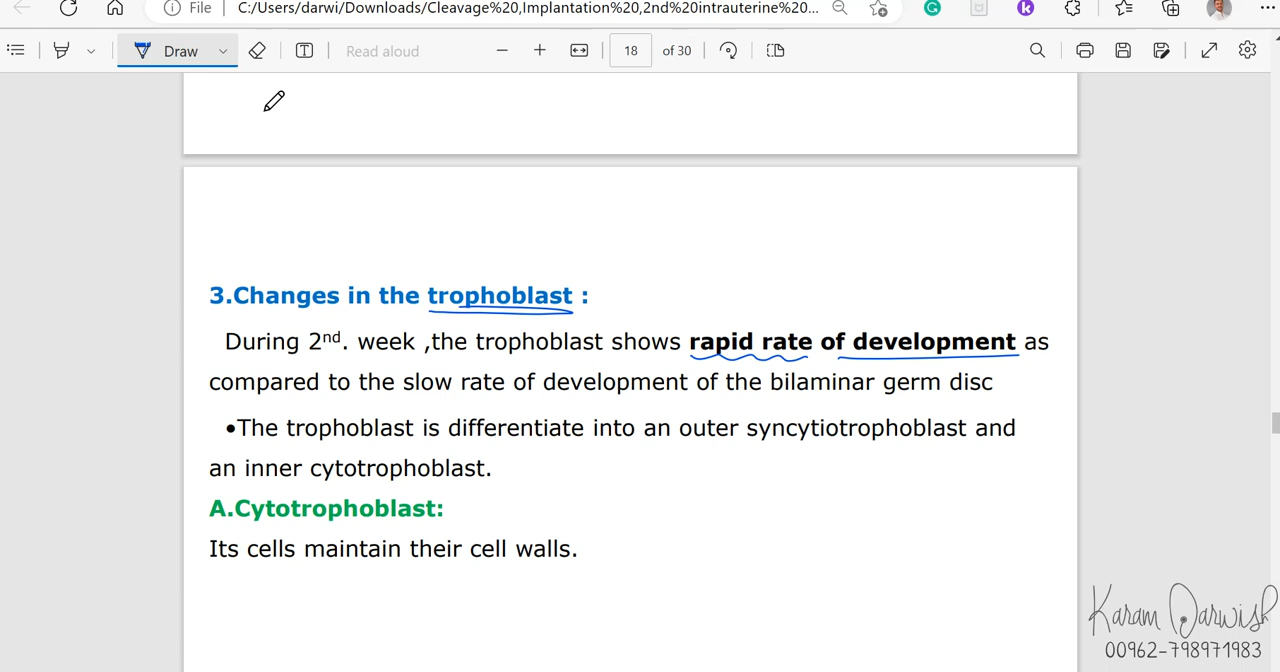 File
C:/Users/darwi/Downloads/Cleavage%20,Implantation%20,2nd%20intrauterine%20...
Draw
Read aloud
18
of 30
3.Changes in the trophoblast :
During 2nd. week ,the trophoblast shows rapid rate of development as
compared to the slow rate of development of the bilaminar germ disc
•The trophoblast is differentiate into an outer syncytiotrophoblast and
an inner cytotrophoblast.
A.Cytotrophoblast:
Its cells maintain their cell walls.
Karam Darwish
00962-798971983